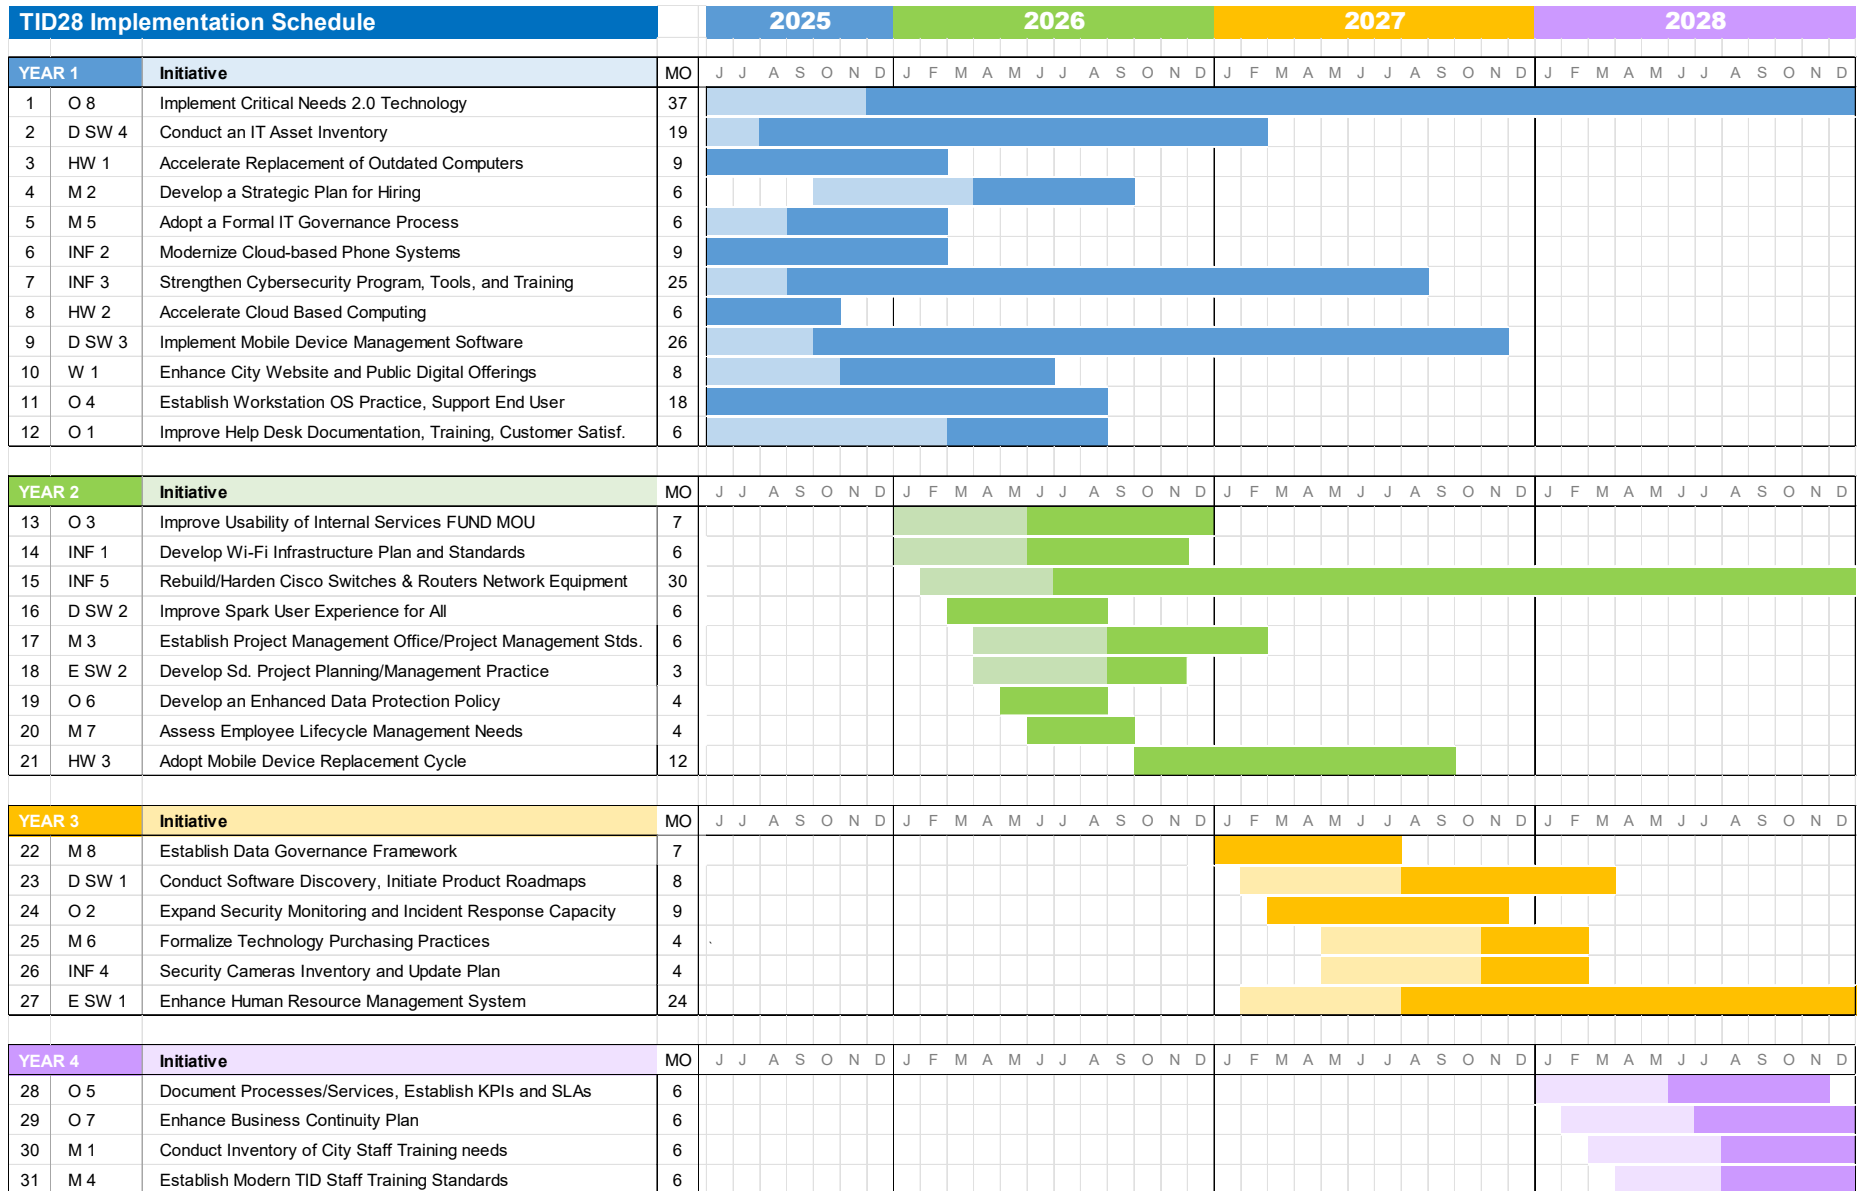 TID28 Implementation Schedule 2025 2026 2027 2028
YEAR 1 Initiative MO J J A S O N D J F M A M J J A S O N D J F M A M J J A S O N D J F M A M J J A S O N D
1 O 8 Implement Critical Needs 2.0 Technology 37
2 D SW 4 Conduct an IT Asset Inventory 19
3 HW 1 Accelerate Replacement of Outdated Computers 9
4 M 2 Develop a Strategic Plan for Hiring 6
5 M 5 Adopt a Formal IT Governance Process 6
6 INF 2 Modernize Cloud-based Phone Systems 9
7 INF 3 Strengthen Cybersecurity Program, Tools, and Training 25
8 HW 2 Accelerate Cloud Based Computing 6
9 D SW 3 Implement Mobile Device Management Software 26
10 W 1 Enhance City Website and Public Digital Offerings 8
11 O 4 Establish Workstation OS Practice, Support End User 18
12 O 1 Improve Help Desk Documentation, Training, Customer Satisf. 6
YEAR 2 Initiative MO J J A S O N D J F M A M J J A S O N D J F M A M J J A S O N D J F M A M J J A S O N D
13 O 3 Improve Usability of Internal Services FUND MOU 7
14 INF 1 Develop Wi-Fi Infrastructure Plan and Standards 6
15 INF 5 Rebuild/Harden Cisco Switches & Routers Network Equipment 30
16 D SW 2 Improve Spark User Experience for All 6
17 M 3 Establish Project Management Office/Project Management Stds. 6
18 E SW 2 Develop Sd. Project Planning/Management Practice 3
19 O 6 Develop an Enhanced Data Protection Policy 4
20 M 7 Assess Employee Lifecycle Management Needs 4
21 HW 3 Adopt Mobile Device Replacement Cycle 12
YEAR 3 Initiative MO J J A S O N D J F M A M J J A S O N D J F M A M J J A S O N D J F M A M J J A S O N D
22 M 8 Establish Data Governance Framework 7
23 D SW 1 Conduct Software Discovery, Initiate Product Roadmaps 8
24 O 2 Expand Security Monitoring and Incident Response Capacity 9
25 M 6 Formalize Technology Purchasing Practices 4 `
26 INF 4 Security Cameras Inventory and Update Plan 4
27 E SW 1 Enhance Human Resource Management System 24
YEAR 4 Initiative MO J J A S O N D J F M A M J J A S O N D J F M A M J J A S O N D J F M A M J J A S O N D
28 O 5 Document Processes/Services, Establish KPIs and SLAs 6
29 O 7 Enhance Business Continuity Plan 6
30 M 1 Conduct Inventory of City Staff Training needs 6
31 M 4 Establish Modern TID Staff Training Standards 6